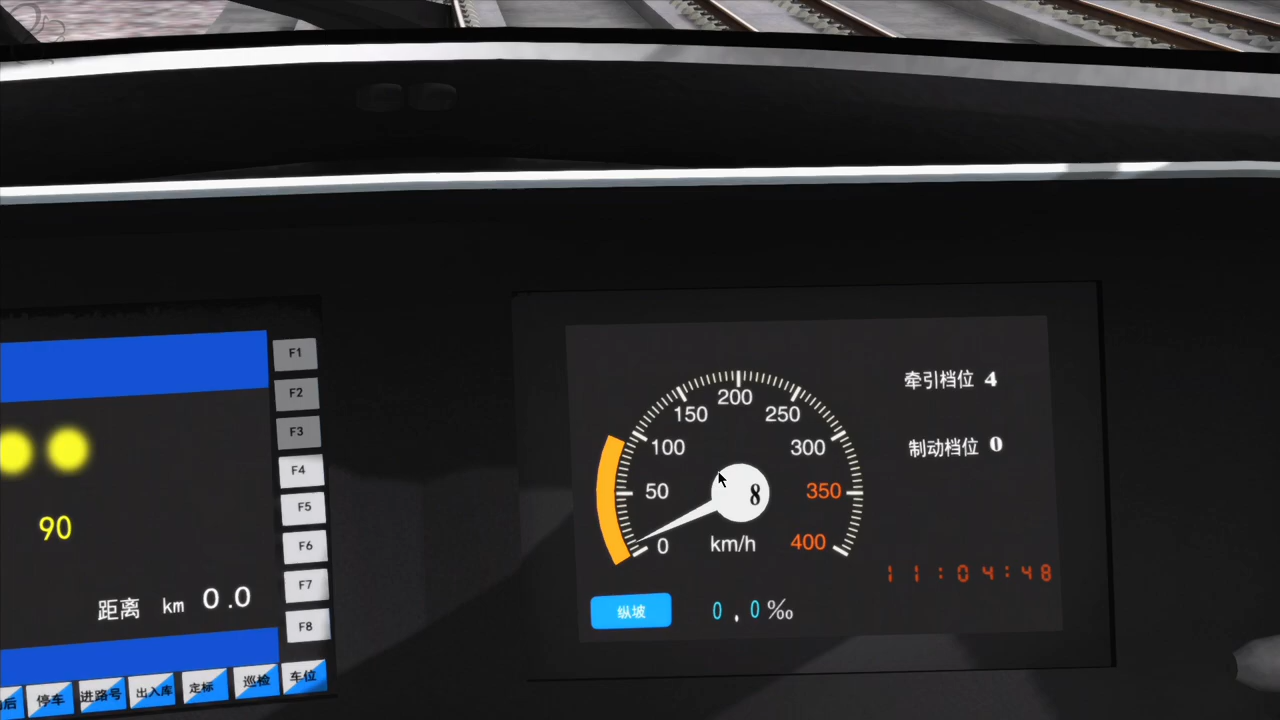 F1
F2
F3
F4
F5
F6
F7
F8
90
距离 km 0.0
停车 进路号 出入库 定标 巡检 车位
0 50 100 150 200 250 300 350 400
8
km/h
牵引档位 4
制动档位 0
11:04:48
纵坡 0.0‰